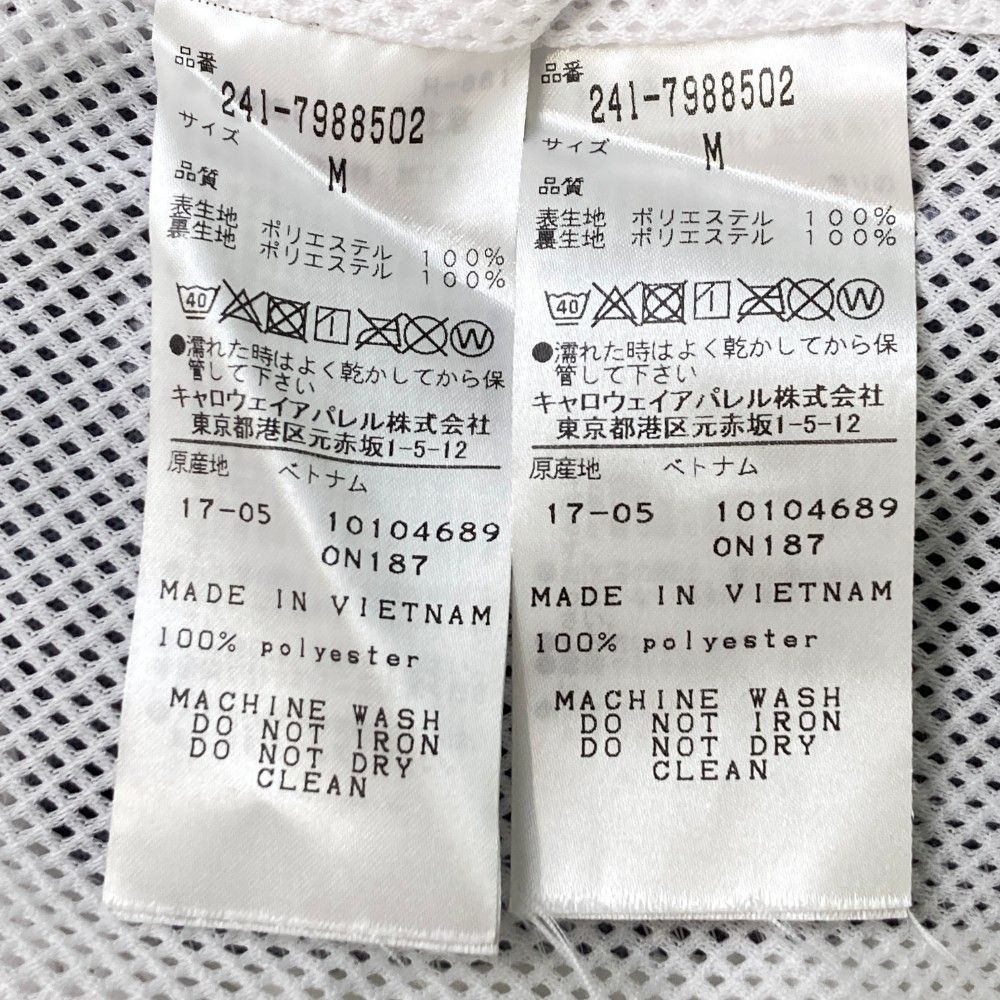 品番
241-7988502
サイズ
M
品質
表生地 ポリエステル 100%
裏生地 ポリエステル 100%
40
W
●濡れた時はよく乾かしてから保
管して下さい
キャロウェイアパレル株式会社
東京都港区元赤坂1-5-12
原産地 ベトナム
17-05 10104689
0N187
MADE IN VIETNAM
100% polyester
MACHINE WASH
DO NOT IRON
DO NOT DRY
CLEAN
品番
241-7988502
サイズ
M
品質
表生地 ポリエステル 100%
裏生地 ポリエステル 100%
40
W
●濡れた時はよく乾かしてから保
管して下さい
キャロウェイアパレル株式会社
東京都港区元赤坂1-5-12
原産地 ベトナム
17-05 10104689
0N187
MADE IN VIETNAM
100% polyester
MACHINE WASH
DO NOT IRON
DO NOT DRY
CLEAN